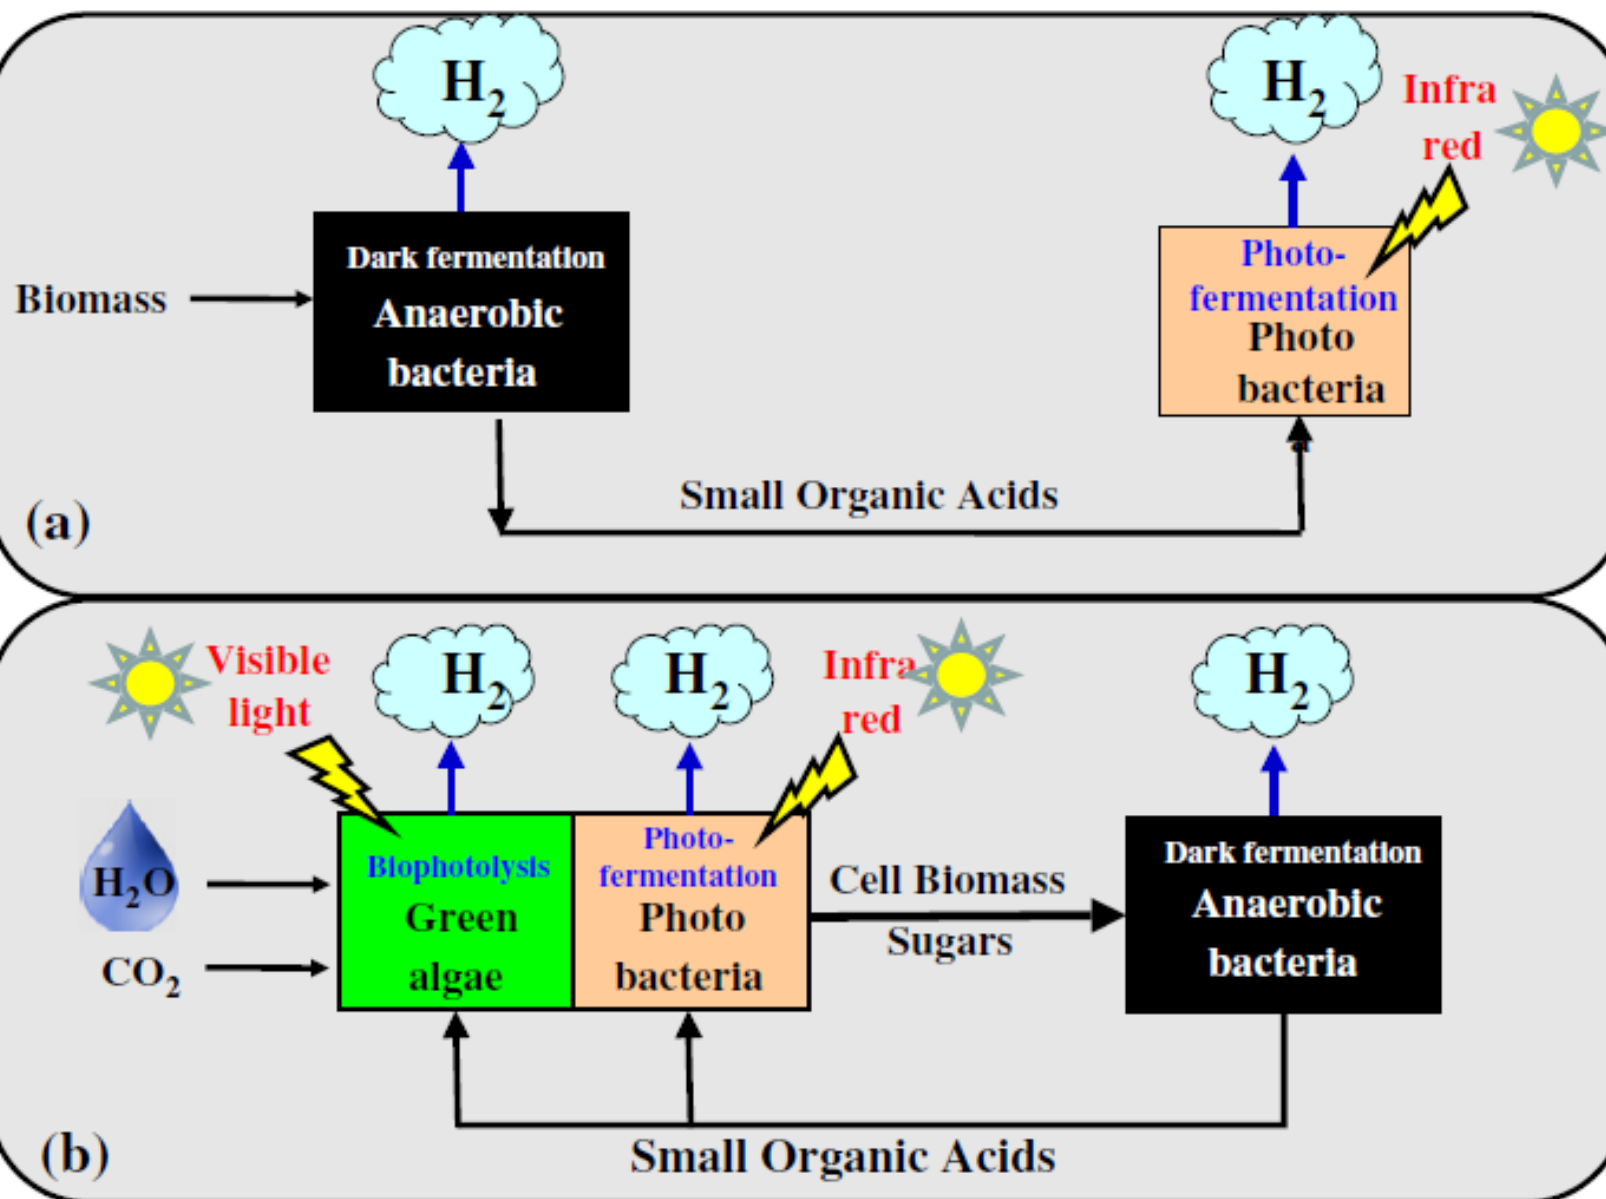 H2
H2
Infra
red
Dark fermentation
Anaerobic
bacteria
Biomass
Photo-
fermentation
Photo
bacteria
Small Organic Acids
(a)
Visible
light
H2
H2
Infra
red
H2
H2O
CO2
Biophotolysis
Green
algae
Photo-
fermentation
Photo
bacteria
Cell Biomass
Sugars
Dark fermentation
Anaerobic
bacteria
Small Organic Acids
(b)